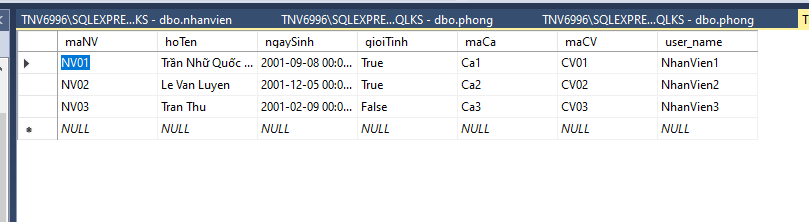 TNV6996\SQLEXPRE...KS - dbo.nhanvien TNV6996\SQLEXPRE...QLKS - dbo.phong TNV6996\SQLEXPRE...QLKS - dbo.phong T
maNV hoTen ngaySinh gioiTinh maCa maCV user_name
NV01 Trần Nhữ Quốc ... 2001-09-08 00:0... True Ca1 CV01 NhanVien1
NV02 Le Van Luyen 2001-12-05 00:0... True Ca2 CV02 NhanVien2
NV03 Tran Thu 2001-02-09 00:0... False Ca3 CV03 NhanVien3
NULL NULL NULL NULL NULL NULL NULL